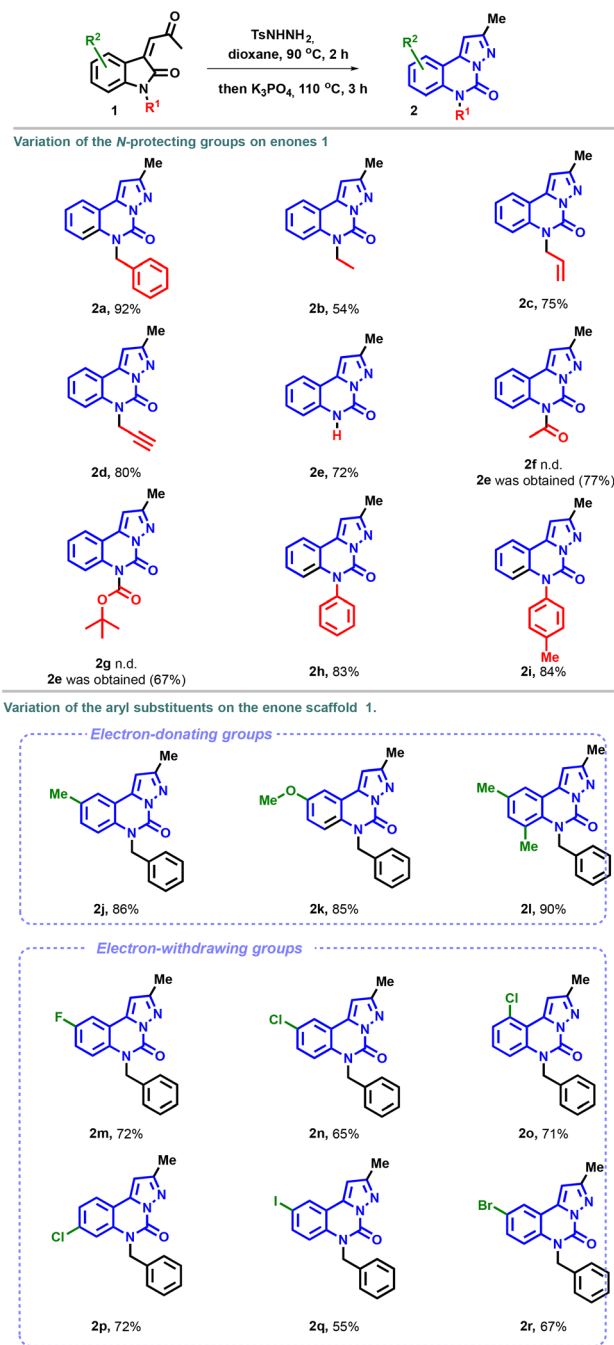 R2
O
O
N
R1
1
TsNHNH2,
dioxane, 90 °C, 2 h
then K3PO4, 110 °C, 3 h
Me
R2
N
N
O
N
R1
2
Variation of the N-protecting groups on enones 1
Me
N
N
O
N
2a, 92%
Me
N
N
O
N
2b, 54%
Me
N
N
O
N
2c, 75%
Me
N
N
O
N
2d, 80%
Me
N
N
O
N
H
2e, 72%
Me
N
N
O
N
O
2f n.d.
2e was obtained (77%)
Me
N
N
O
N
O
O
2g n.d.
2e was obtained (67%)
Me
N
N
O
N
2h, 83%
Me
N
N
O
N
Me
2i, 84%
Variation of the aryl substituents on the enone scaffold 1.
Electron-donating groups
Me
Me
N
N
O
N
2j, 86%
Me
Me
O
N
N
O
N
2k, 85%
Me
Me
N
N
O
N
Me
2l, 90%
Electron-withdrawing groups
Me
F
N
N
O
N
2m, 72%
Me
Cl
N
N
O
N
2n, 65%
Me
Cl
N
N
O
N
2o, 71%
Me
N
N
O
Cl
N
2p, 72%
Me
I
N
N
O
N
2q, 55%
Me
Br
N
N
O
N
2r, 67%